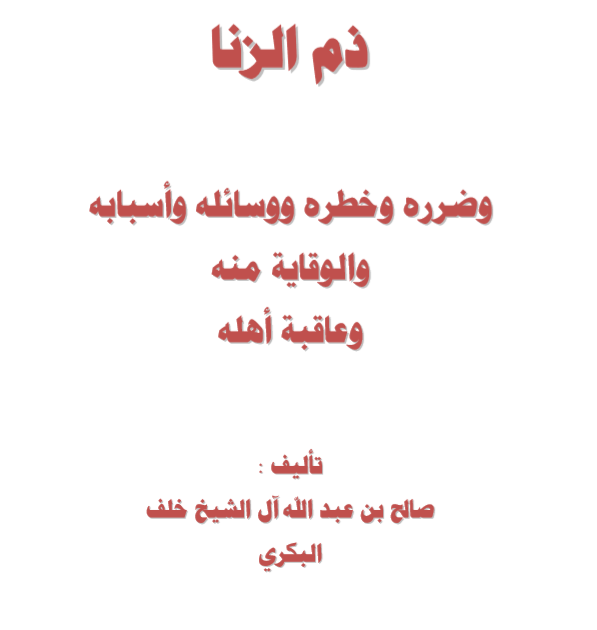 ذم الزنا
وضرره وخطره ووسائله وأسبابه
والوقاية منه
وعاقبة أهله
تأليف :
صالح بن عبد الله آل الشيخ خلف
البكري